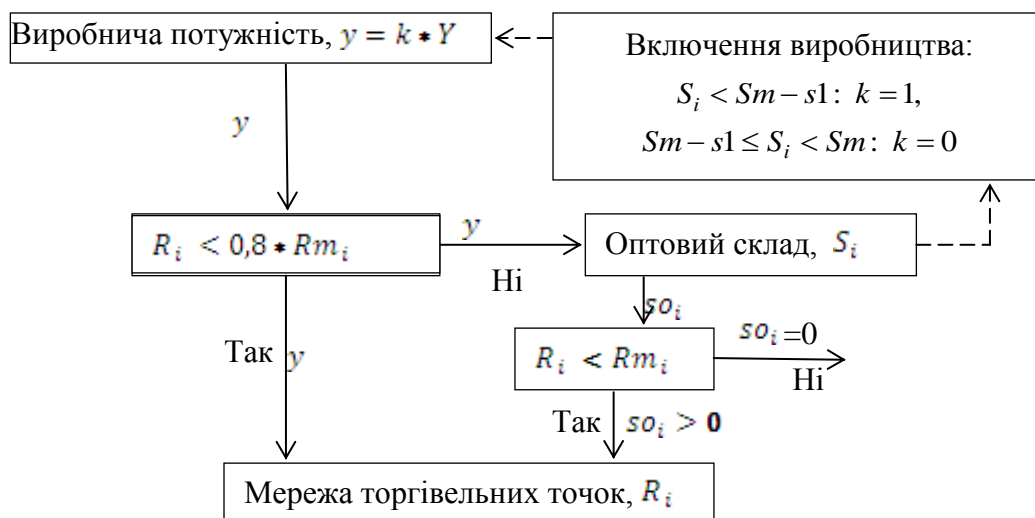 Виробнича потужність, y = k * Y
Включення виробництва:
S_i < Sm − s1: k = 1,
Sm − s1 ≤ S_i < Sm: k = 0
y
R_i < 0,8 * Rm_i
y
Ні
Оптовий склад, S_i
so_i
so_i=0
Ні
R_i < Rm_i
Так y
Так so_i > 0
Мережа торгівельних точок, R_i